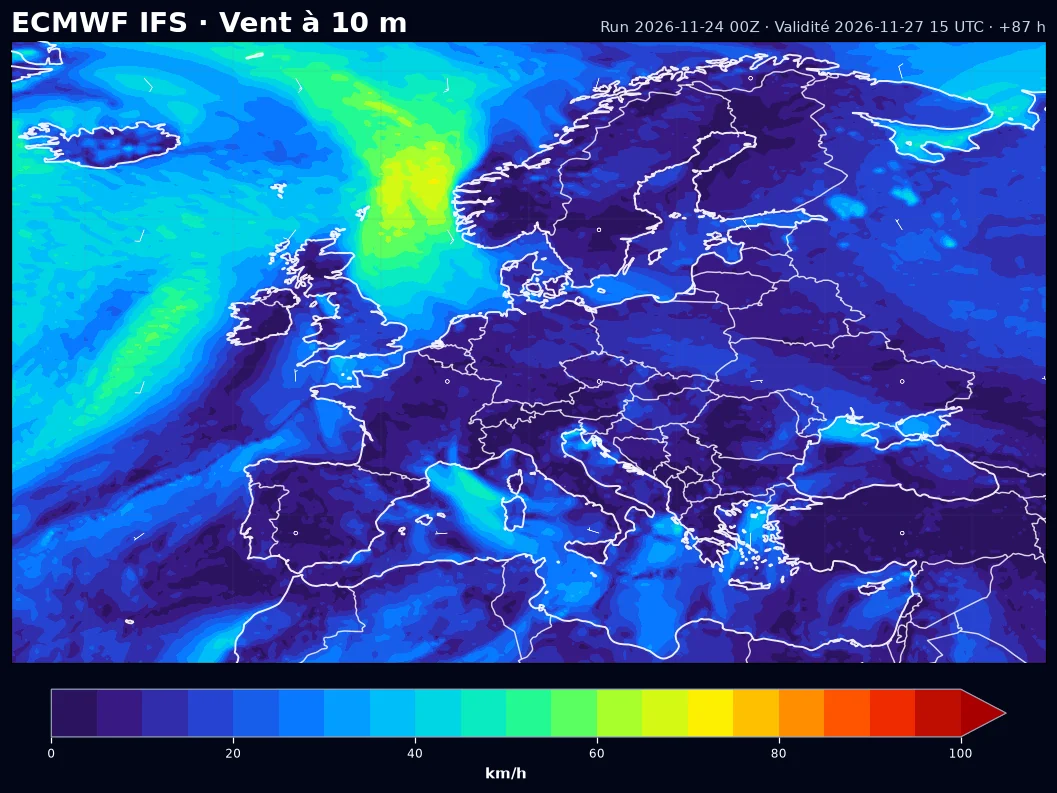 ECMWF IFS · Vent à 10 m
Run 2026-11-24 00Z · Validité 2026-11-27 15 UTC · +87 h
0 20 40 60 80 100
km/h